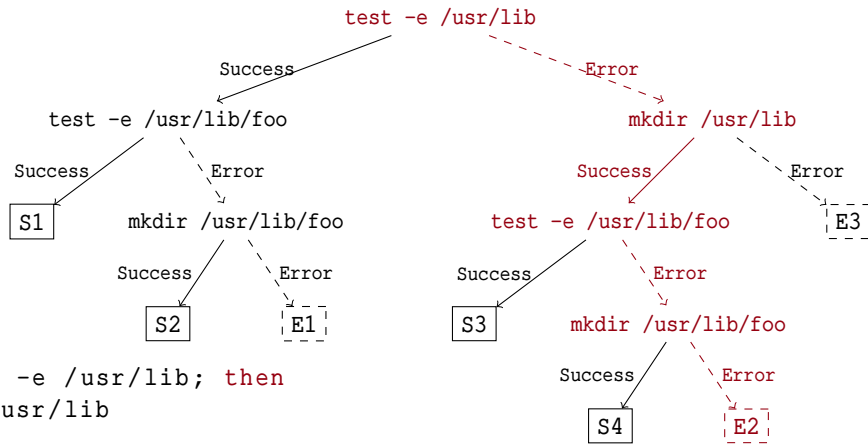 test -e /usr/lib
Success Error
test -e /usr/lib/foo mkdir /usr/lib
Success Error Success Error
S1 mkdir /usr/lib/foo test -e /usr/lib/foo E3
Success Error Success Error
S2 E1 S3 mkdir /usr/lib/foo
-e /usr/lib; then Success Error
usr/lib
S4 E2